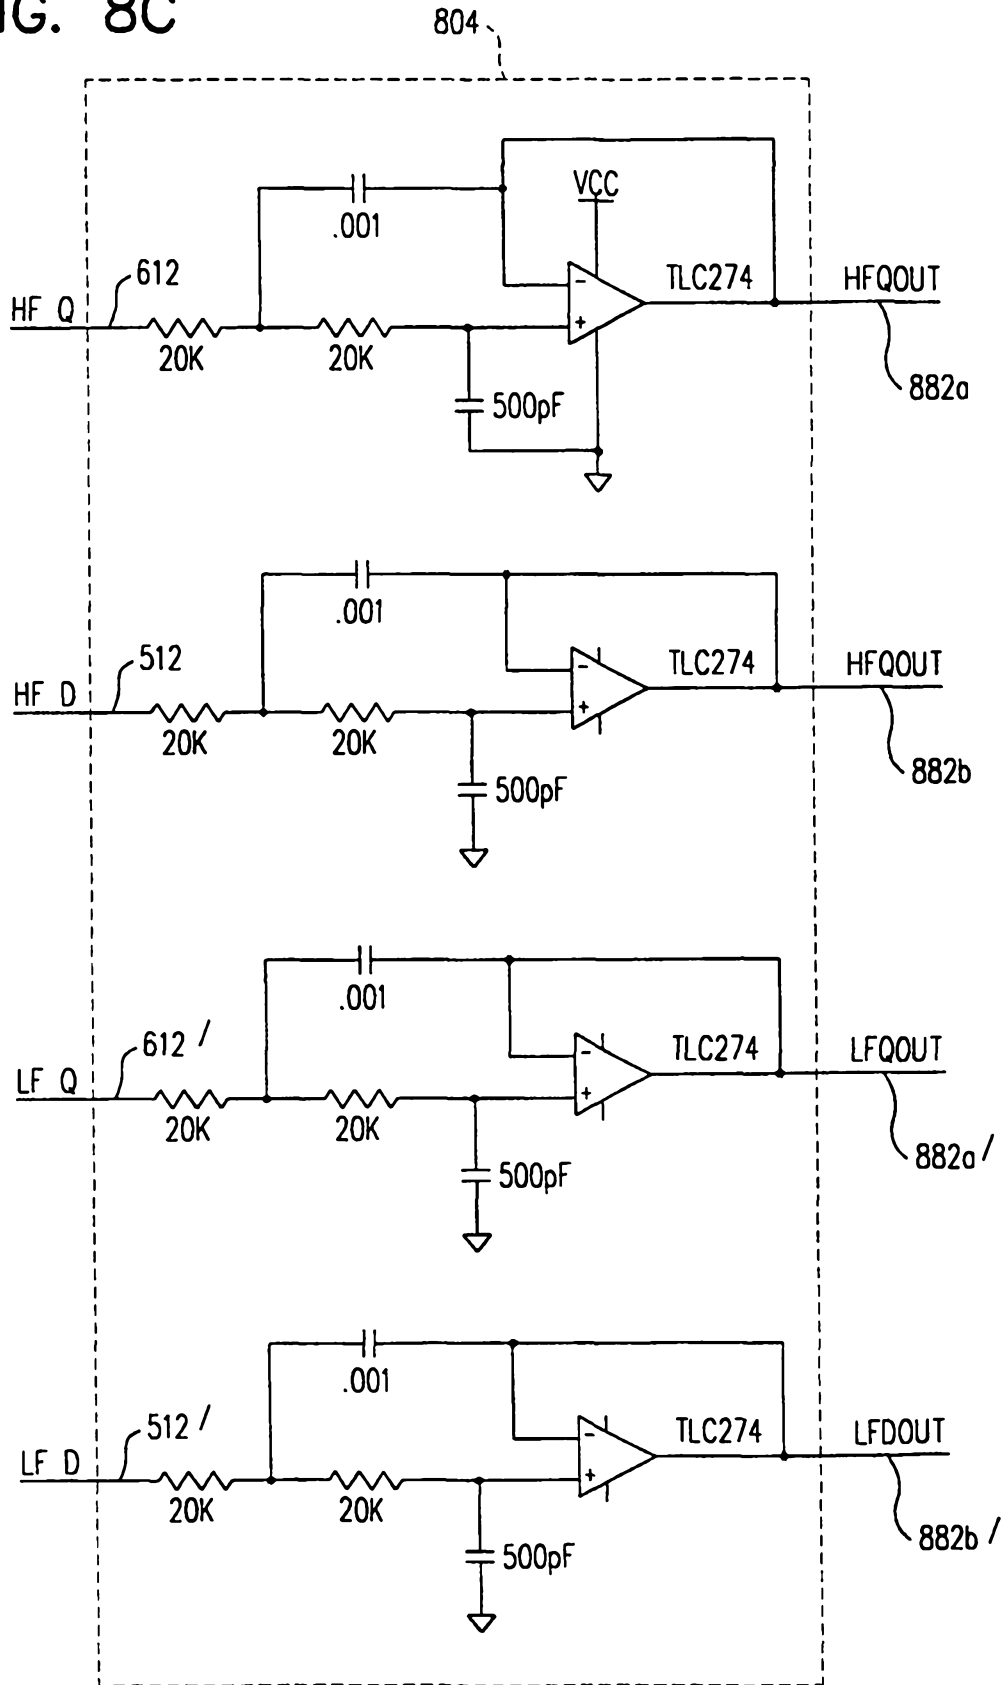 IG. 8C
804
VCC
.001
612
TLC274
HFQOUT
HF Q
20K
20K
500pF
882a
.001
512
TLC274
HFQOUT
HF D
20K
20K
500pF
882b
.001
612 /
TLC274
LFQOUT
LF Q
20K
20K
500pF
882a /
.001
512 /
TLC274
LFDOUT
LF D
20K
20K
500pF
882b /